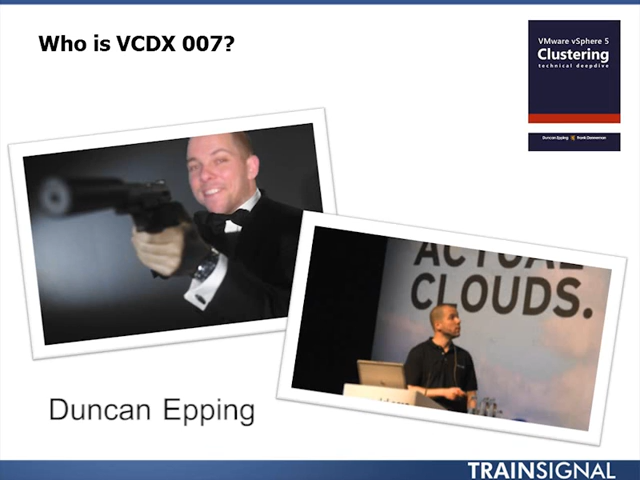 Who is VCDX 007?
VMware vSphere 5
Clustering
technical deepdive
Duncan Epping
ACTUAL
CLOUDS.
Duncan Epping
TRAINSIGNAL